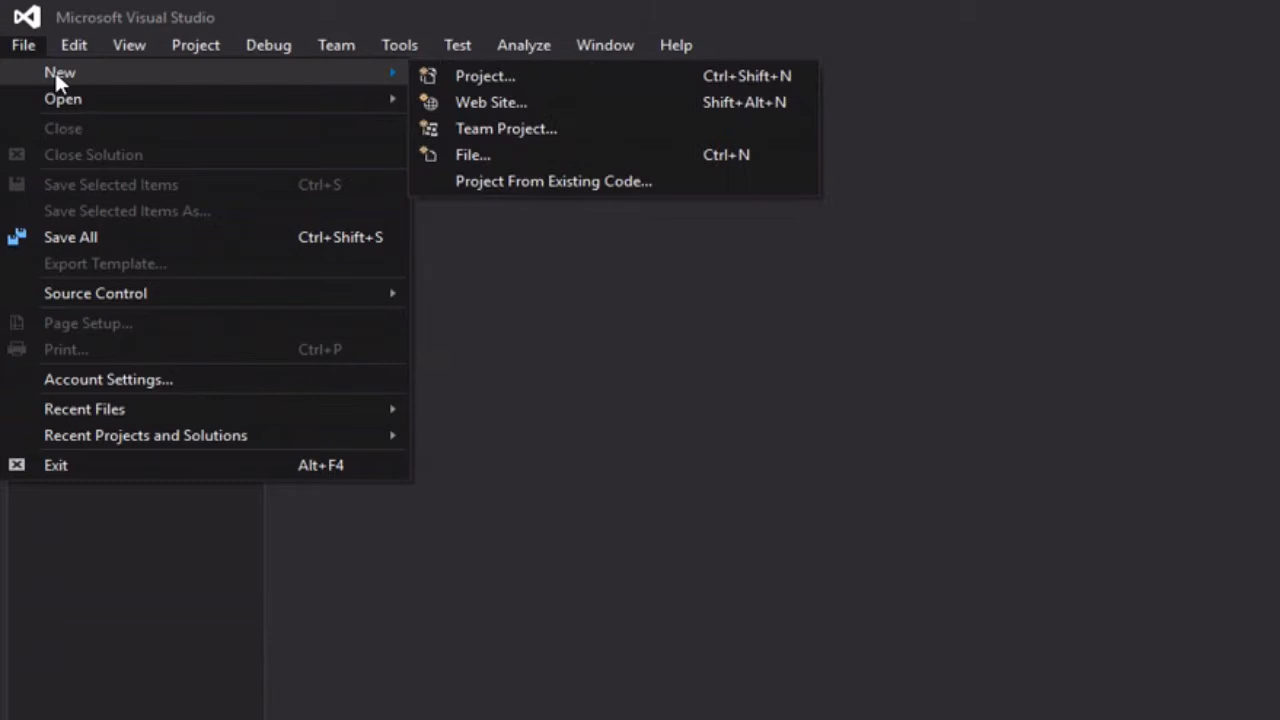 Microsoft Visual Studio
File Edit View Project Debug Team Tools Test Analyze Window Help
New
Open
Close
Close Solution
Save Selected Items Ctrl+S
Save Selected Items As...
Save All Ctrl+Shift+S
Export Template...
Source Control
Page Setup...
Print... Ctrl+P
Account Settings...
Recent Files
Recent Projects and Solutions
Exit Alt+F4
Project... Ctrl+Shift+N
Web Site... Shift+Alt+N
Team Project...
File... Ctrl+N
Project From Existing Code...